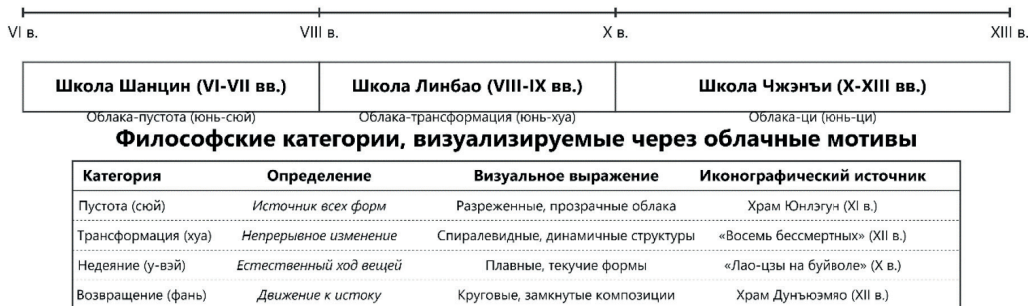 VI в. VIII в. X в. XIII в.
Школа Шанцин (VI-VII вв.) Школа Линбао (VIII-IX вв.) Школа Чжэнъи (X-XIII вв.)
Облака-пустота (юнь-сюй) Облака-трансформация (юнь-хуа) Облака-ци (юнь-ци)
Философские категории, визуализируемые через облачные мотивы
Категория Определение Визуальное выражение Иконографический источник
Пустота (сюй) Источник всех форм Разреженные, прозрачные облака Храм Юнлэгун (XI в.)
Трансформация (хуа) Непрерывное изменение Спиралевидные, динамичные структуры «Восемь бессмертных» (XII в.)
Недеяние (у-вэй) Естественный ход вещей Плавные, текучие формы «Лао-цзы на буйволе» (X в.)
Возвращение (фань) Движение к истоку Круговые, замкнутые композиции Храм Дунъюэмяо (XII в.)